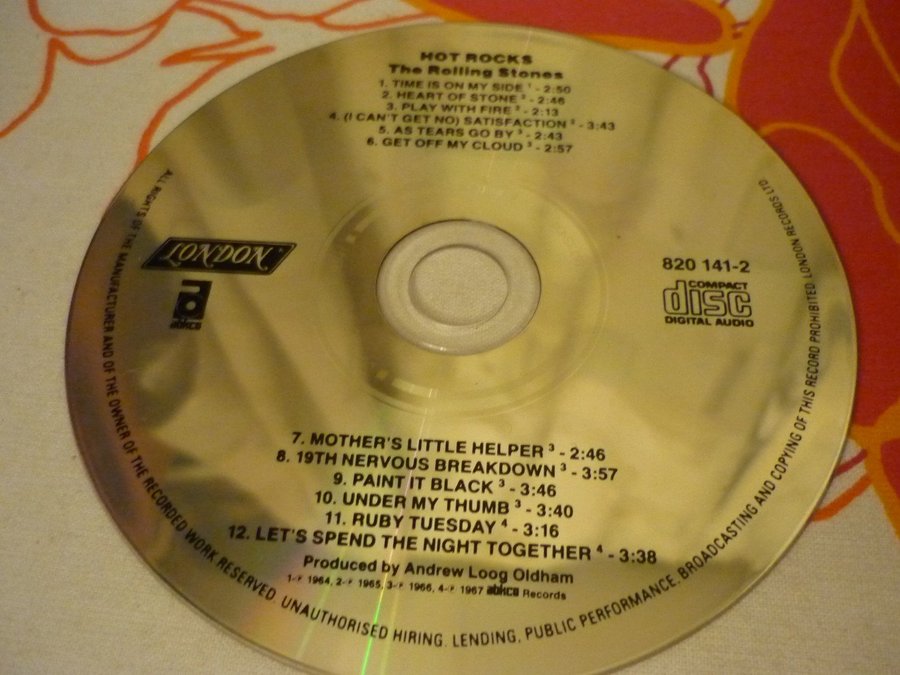 HOT ROCKS
The Rolling Stones
1. TIME IS ON MY SIDE ¹ - 2:50
2. HEART OF STONE ² - 2:46
3. PLAY WITH FIRE ² - 2:13
4. (I CAN'T GET NO) SATISFACTION ² - 3:43
5. AS TEARS GO BY ³ - 2:43
6. GET OFF MY CLOUD ³ - 2:57
LONDON
abkco
820 141-2
COMPACT
disc
DIGITAL AUDIO
7. MOTHER'S LITTLE HELPER ³ - 2:46
8. 19TH NERVOUS BREAKDOWN ³ - 3:57
9. PAINT IT BLACK ³ - 3:46
10. UNDER MY THUMB ³ - 3:40
11. RUBY TUESDAY ⁴ - 3:16
12. LET'S SPEND THE NIGHT TOGETHER ⁴ - 3:38
Produced by Andrew Loog Oldham
1-℗ 1964, 2-℗ 1965, 3-℗ 1966, 4-℗ 1967 abkco Records
ALL RIGHTS OF THE MANUFACTURER AND OF THE OWNER OF THE RECORDED WORK RESERVED. UNAUTHORISED HIRING, LENDING, PUBLIC PERFORMANCE, BROADCASTING AND COPYING OF THIS RECORD PROHIBITED. LONDON RECORDS LTD